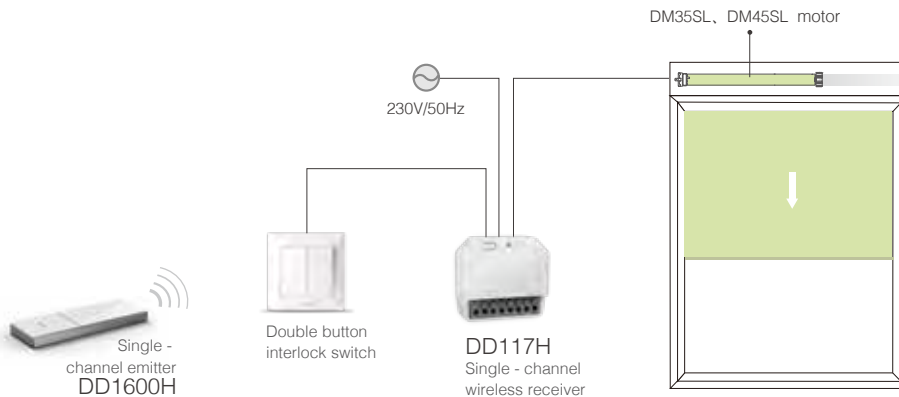 DM35SL、DM45SL motor
230V/50Hz
Double button
interlock switch
Single -
channel emitter
DD1600H
DD117H
Single - channel
wireless receiver